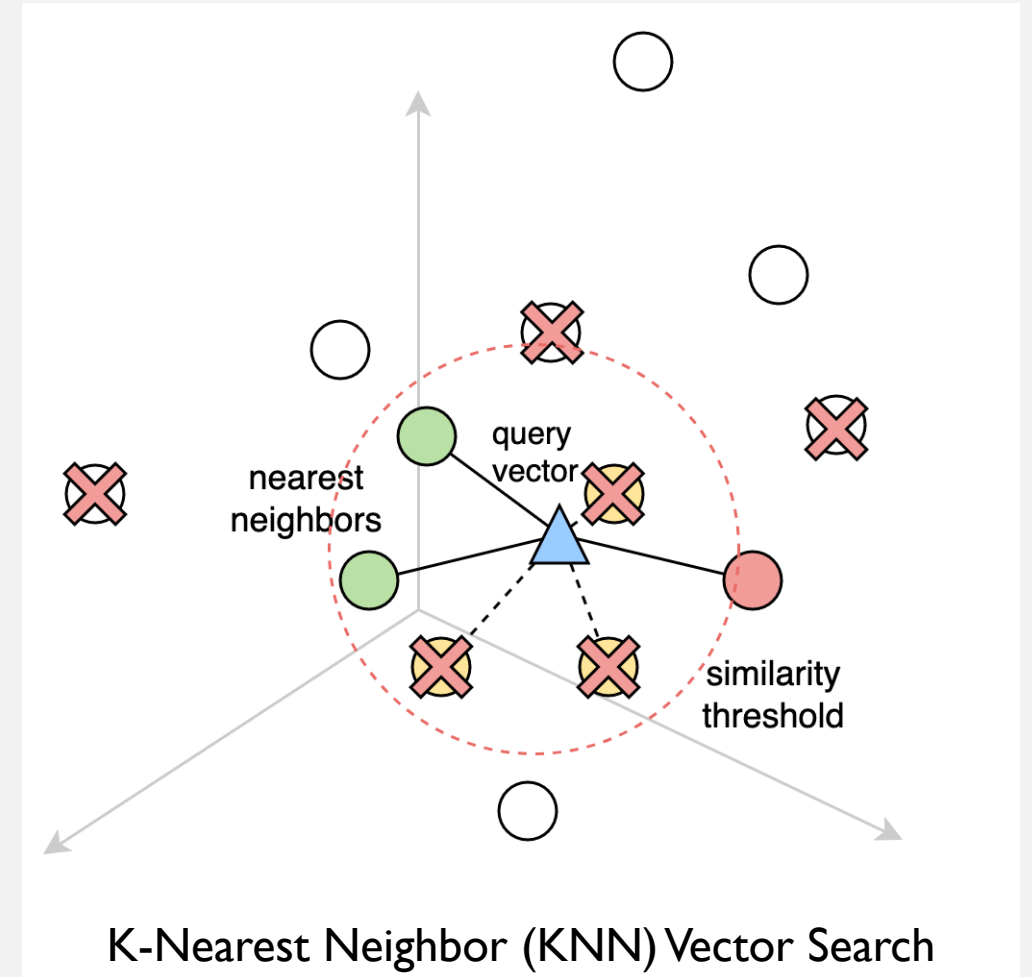 query
vector
nearest
neighbors
similarity
threshold
K-Nearest Neighbor (KNN) Vector Search